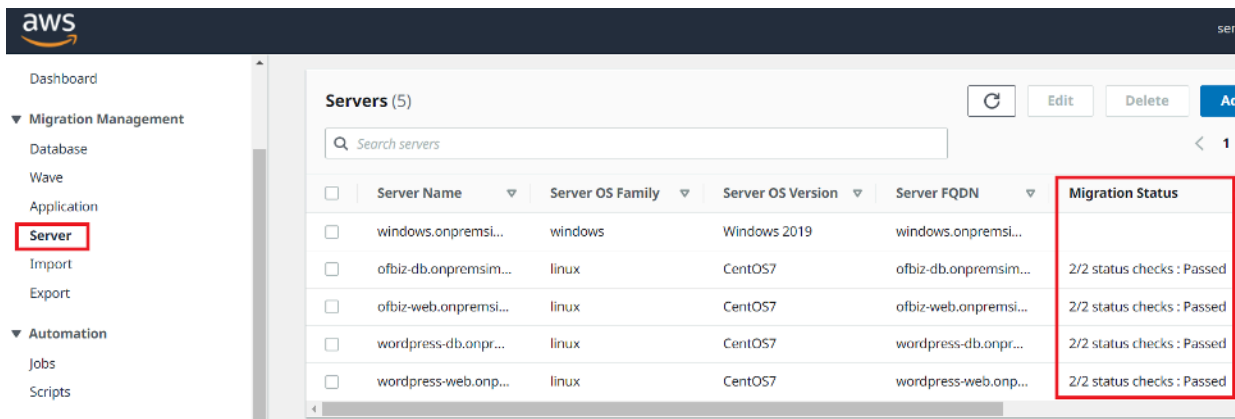 aws
ser
Dashboard
Migration Management
Database
Wave
Application
Server
Import
Export
Automation
Jobs
Scripts
Servers (5)
Edit
Delete
Ad
Search servers
1
Server Name Server OS Family Server OS Version Server FQDN Migration Status
windows.onpremsi... windows Windows 2019 windows.onpremsi...
ofbiz-db.onpremsim... linux CentOS7 ofbiz-db.onpremsim... 2/2 status checks : Passed
ofbiz-web.onpremsi... linux CentOS7 ofbiz-web.onpremsi... 2/2 status checks : Passed
wordpress-db.onpr... linux CentOS7 wordpress-db.onpr... 2/2 status checks : Passed
wordpress-web.onp... linux CentOS7 wordpress-web.onp... 2/2 status checks : Passed